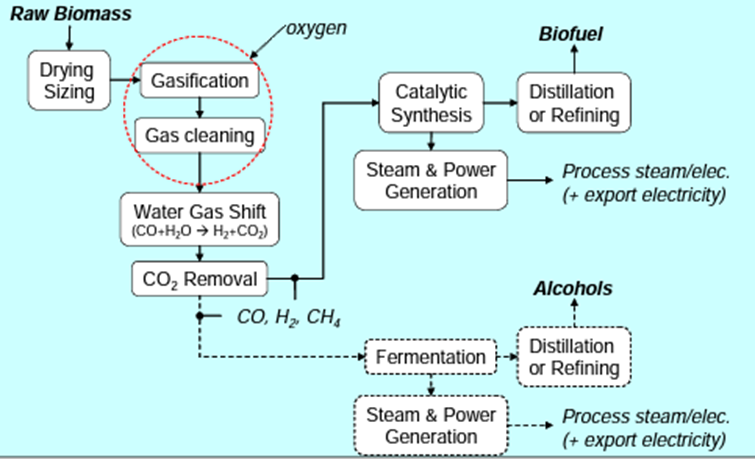 Raw Biomass
oxygen
Drying
Sizing
Gasification
Gas cleaning
Water Gas Shift
(CO+H₂O → H₂+CO₂)
CO₂ Removal
CO, H₂, CH₄
Catalytic
Synthesis
Biofuel
Distillation
or Refining
Steam & Power
Generation
Process steam/elec.
(+ export electricity)
Fermentation
Alcohols
Distillation
or Refining
Steam & Power
Generation
Process steam/elec.
(+ export electricity)